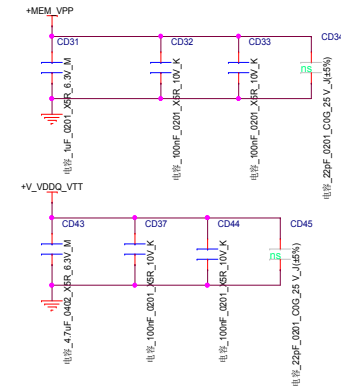 +MEM_VPP
CD31
CD32
CD33
CD34
ns
电容_1uF_0201_X5R_6.3V_M
电容_100nF_0201_X5R_10V_K
电容_100nF_0201_X5R_10V_K
电容_22pF_0201_C0G_25 V_J(±5%)
+V_VDDQ_VTT
CD43
CD37
CD44
CD45
ns
电容_4.7uF_0402_X5R_6.3V_M
电容_100nF_0201_X5R_10V_K
电容_100nF_0201_X5R_10V_K
电容_22pF_0201_C0G_25 V_J(±5%)